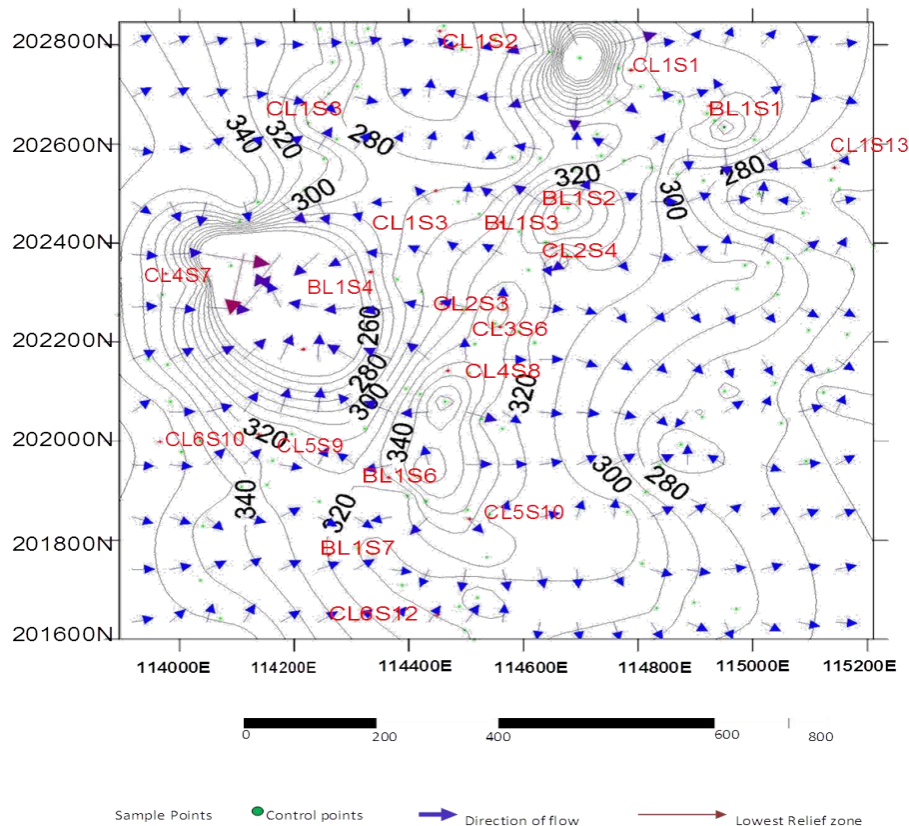 202800N
CL1S2
CL1S1
CL1S3
BL1S1
340
320
280
202600N
CL1S13
320
280
300
300
BL1S2
CL1S3
BL1S3
202400N
CL2S4
CL4S7
BL1S4
CL2S3
260
CL3S6
202200N
280
CL4S8
300
320
320
340
202000N
CL6S10
CL5S9
300
280
BL1S6
340
320
CL5S10
201800N
BL1S7
CL6S12
201600N
114000E 114200E 114400E 114600E 114800E 115000E 115200E
0 200 400 600 800
Sample Points Control points Direction of flow Lowest Relief zone